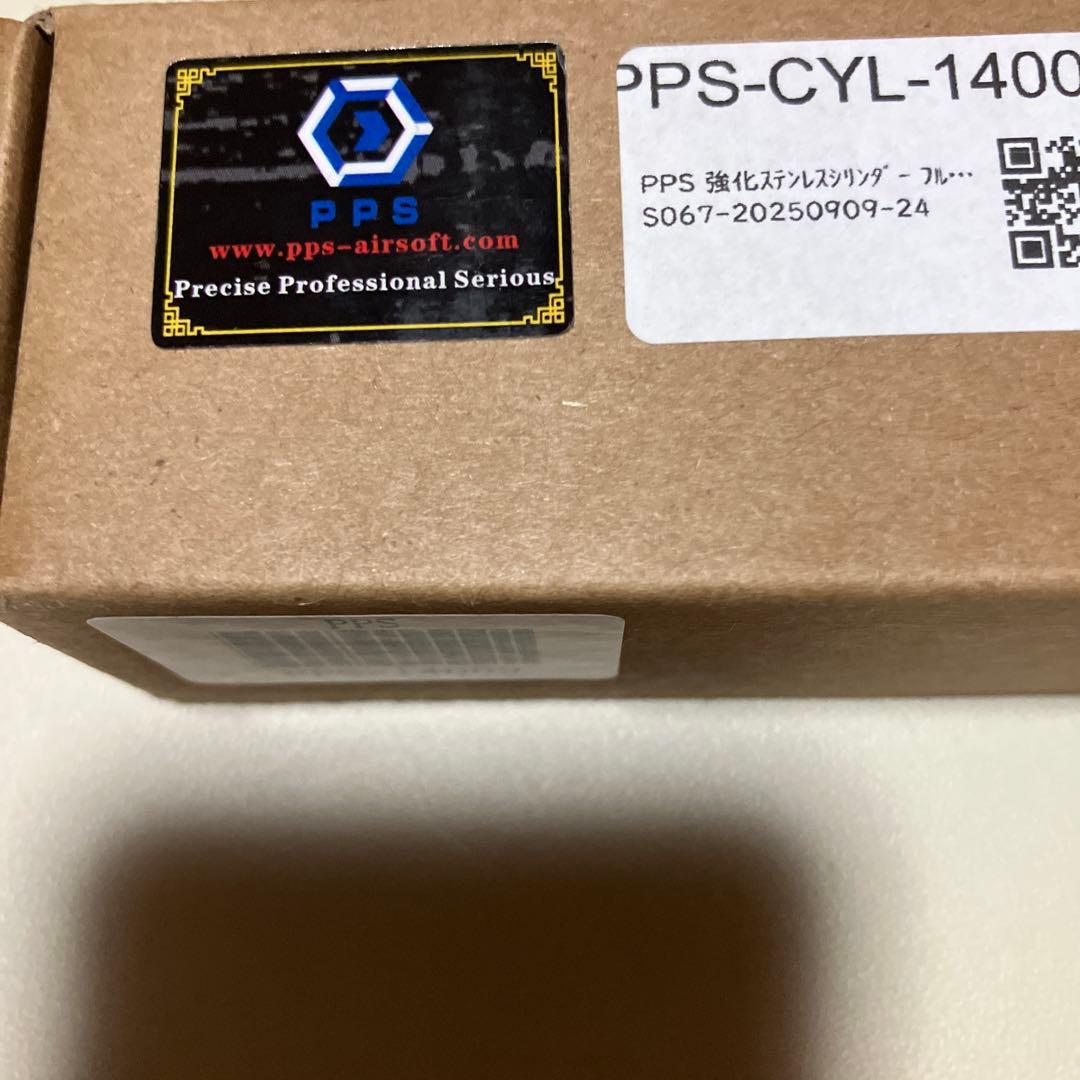 PPS
www.pps-airsoft.com
Precise Professional Serious
PPS-CYL-1400
PPS 強化ｽﾃﾝﾚｽｼﾘﾝﾀﾞｰ ﾌﾙ…
S067-20250909-24
PPS